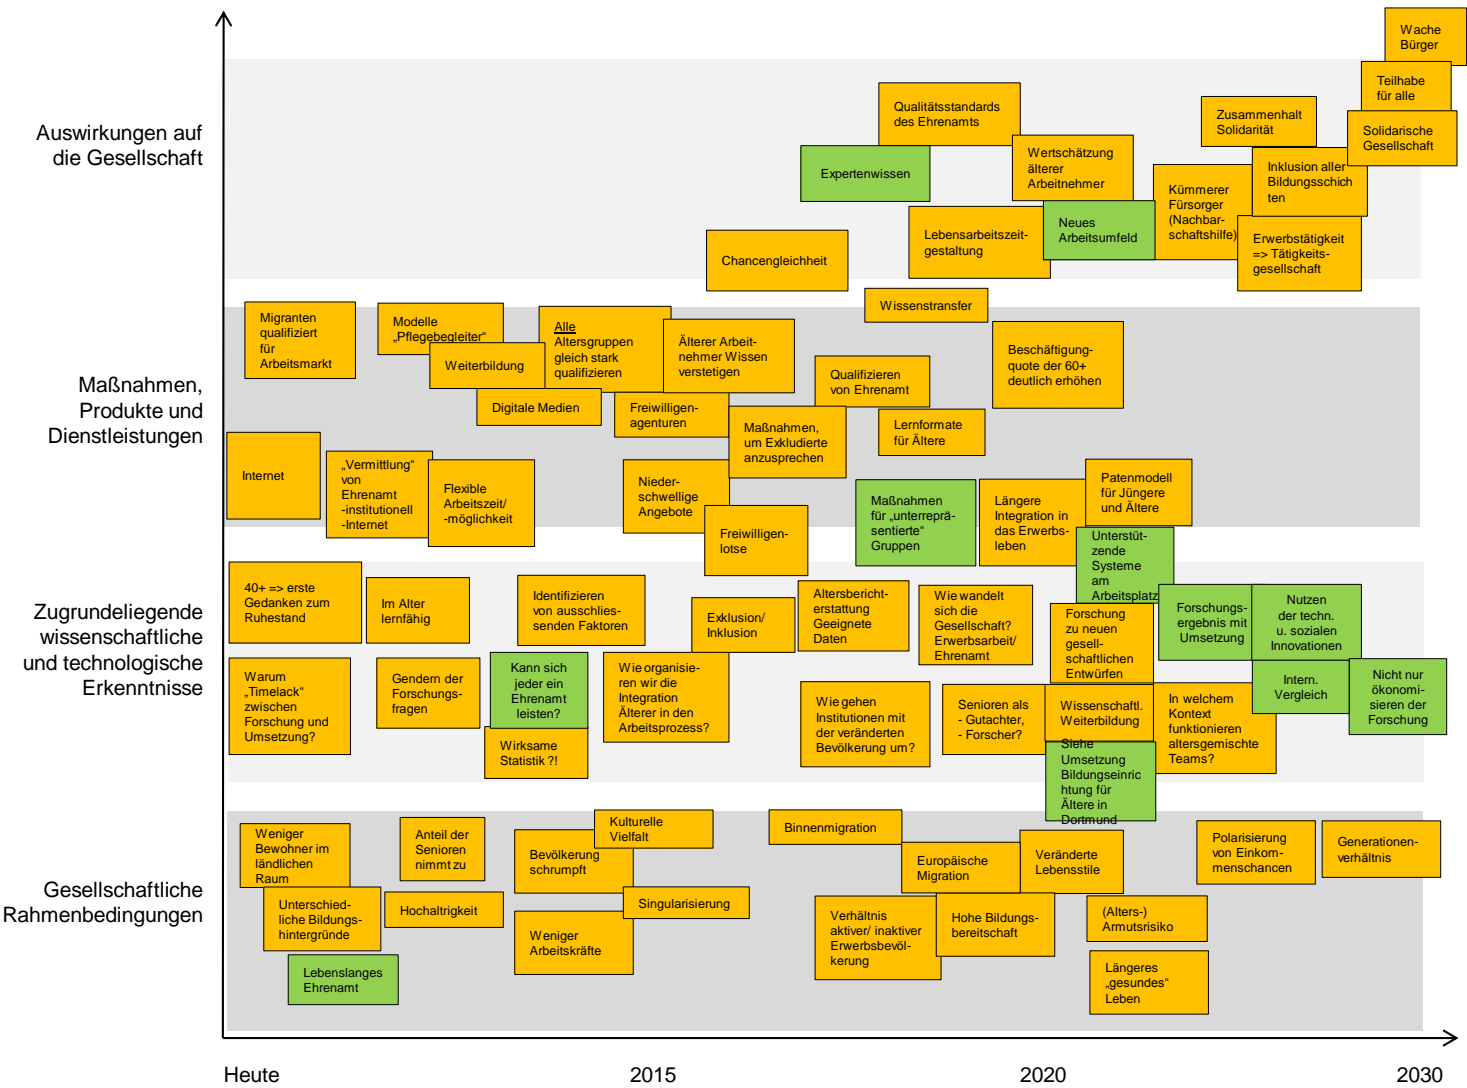 Auswirkungen auf
die Gesellschaft
Wache
Bürger
Teilhabe
für alle
Solidarische
Gesellschaft
Qualitätsstandards
des Ehrenamts
Zusammenhalt
Solidarität
Expertenwissen
Wertschätzung
älterer
Arbeitnehmer
Inklusion aller
Bildungsschich
ten
Kümmerer
Fürsorger
(Nachbar-
schaftshilfe)
Lebensarbeitszeit-
gestaltung
Neues
Arbeitsumfeld
Erwerbstätigkeit
=> Tätigkeits-
gesellschaft
Chancengleichheit
Maßnahmen,
Produkte und
Dienstleistungen
Migranten
qualifiziert
für
Arbeitsmarkt
Modelle
„Pflegebegleiter“
Weiterbildung
Digitale Medien
Alle
Altersgruppen
gleich stark
qualifizieren
Älterer Arbeit-
nehmer Wissen
verstetigen
Wissenstransfer
Beschäftigung-
quote der 60+
deutlich erhöhen
Qualifizieren
von Ehrenamt
Freiwilligen-
agenturen
Maßnahmen,
um Exkludierte
anzusprechen
Lernformate
für Ältere
Internet
„Vermittlung“
von
Ehrenamt
-institutionell
-Internet
Flexible
Arbeitszeit/
-möglichkeit
Nieder-
schwellige
Angebote
Freiwilligen-
lotse
Maßnahmen
für „unterreprä-
sentierte“
Gruppen
Längere
Integration in
das Erwerbs-
leben
Patenmodell
für Jüngere
und Ältere
Unterstüt-
zende
Systeme
am
Arbeitsplatz
Zugrundeliegende
wissenschaftliche
und technologische
Erkenntnisse
40+ => erste
Gedanken zum
Ruhestand
Im Alter
lernfähig
Identifizieren
von ausschlies-
senden Faktoren
Exklusion/
Inklusion
Altersbericht-
erstattung
Geeignete
Daten
Wie wandelt
sich die
Gesellschaft?
Erwerbsarbeit/
Ehrenamt
Forschung
zu neuen
gesell-
schaftlichen
Entwürfen
Forschungs-
ergebnis mit
Umsetzung
Nutzen
der techn.
u. sozialen
Innovationen
Warum
„Timelack“
zwischen
Forschung und
Umsetzung?
Gendern der
Forschungs-
fragen
Kann sich
jeder ein
Ehrenamt
leisten?
Wirksame
Statistik?!
Wie organisie-
ren wir die
Integration
Älterer in den
Arbeitsprozess?
Wie gehen
Institutionen mit
der veränderten
Bevölkerung um?
Senioren als
- Gutachter,
- Forscher?
Wissenschaftl.
Weiterbildung
In welchem
Kontext
funktionieren
altersgemischte
Teams?
Intern.
Vergleich
Nicht nur
ökonomi-
sieren der
Forschung
Siehe
Umsetzung
Bildungseinric
htung für
Ältere in
Dortmund
Gesellschaftliche
Rahmenbedingungen
Weniger
Bewohner im
ländlichen
Raum
Anteil der
Senioren
nimmt zu
Bevölkerung
schrumpft
Kulturelle
Vielfalt
Binnenmigration
Europäische
Migration
Veränderte
Lebensstile
Polarisierung
von Einkom-
menschancen
Generationen-
verhältnis
Unterschied-
liche Bildungs-
hintergründe
Hochaltrigkeit
Singularisierung
Weniger
Arbeitskräfte
Verhältnis
aktiver/ inaktiver
Erwerbsbevöl-
kerung
Hohe Bildungs-
bereitschaft
(Alters-)
Armutsrisiko
Lebenslanges
Ehrenamt
Längeres
„gesundes“
Leben
Heute
2015
2020
2030